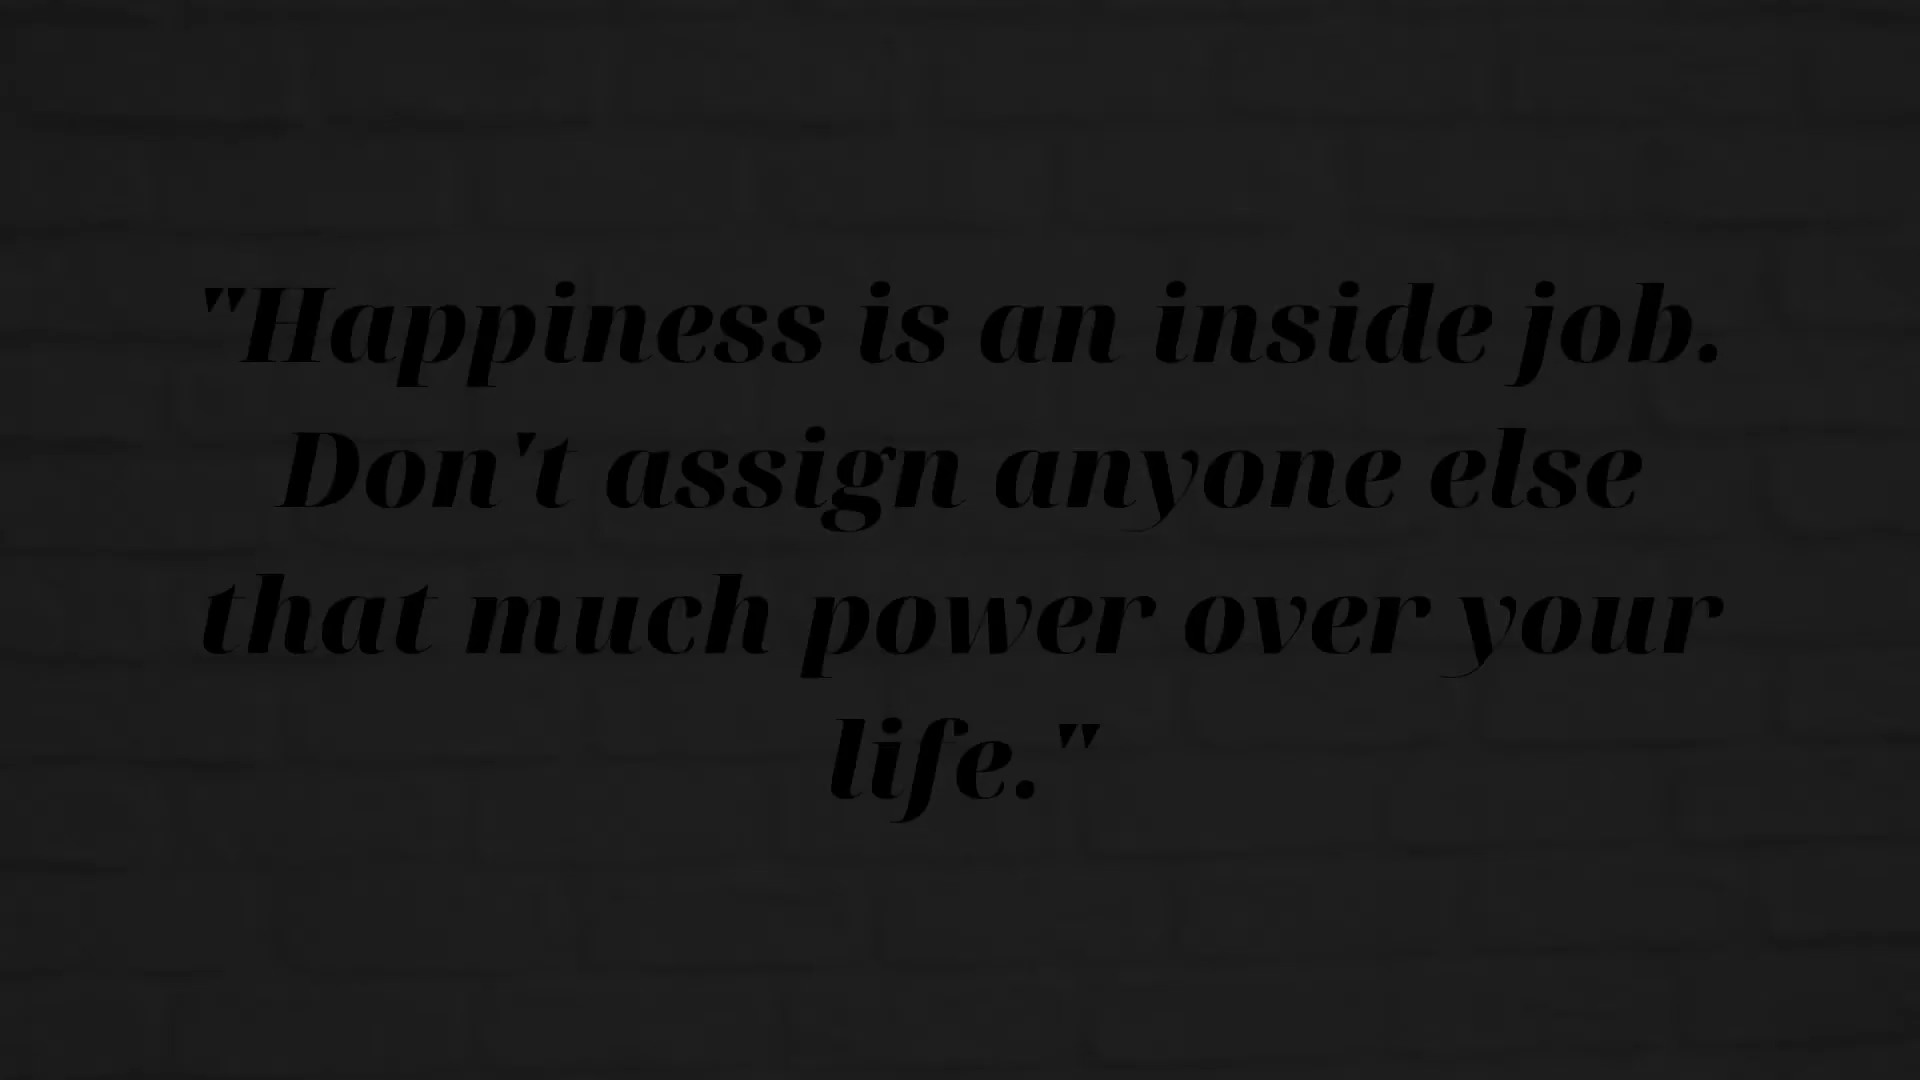 "Happiness is an inside job.
Don't assign anyone else
that much power over your
life."